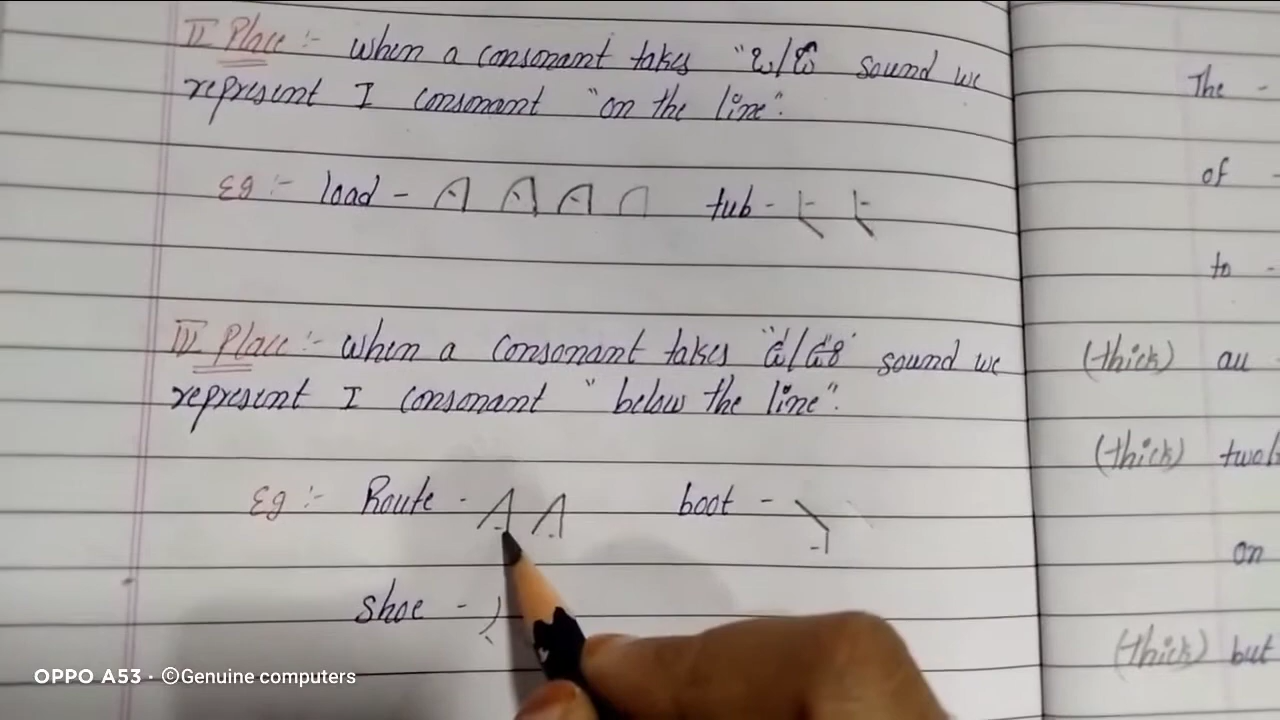 II Place :- When a consonant takes "ఓ/ఔ sound we
represent I consonant "on the line".
Eg :- load - tub -
III Place :- When a consonant takes sound we
represent I consonant "below the line".
Eg :- Route - boot -
shoe -
The -
of -
to -
(thick) au -
(thick)
on
(thick) but
OPPO A53 · ©Genuine computers